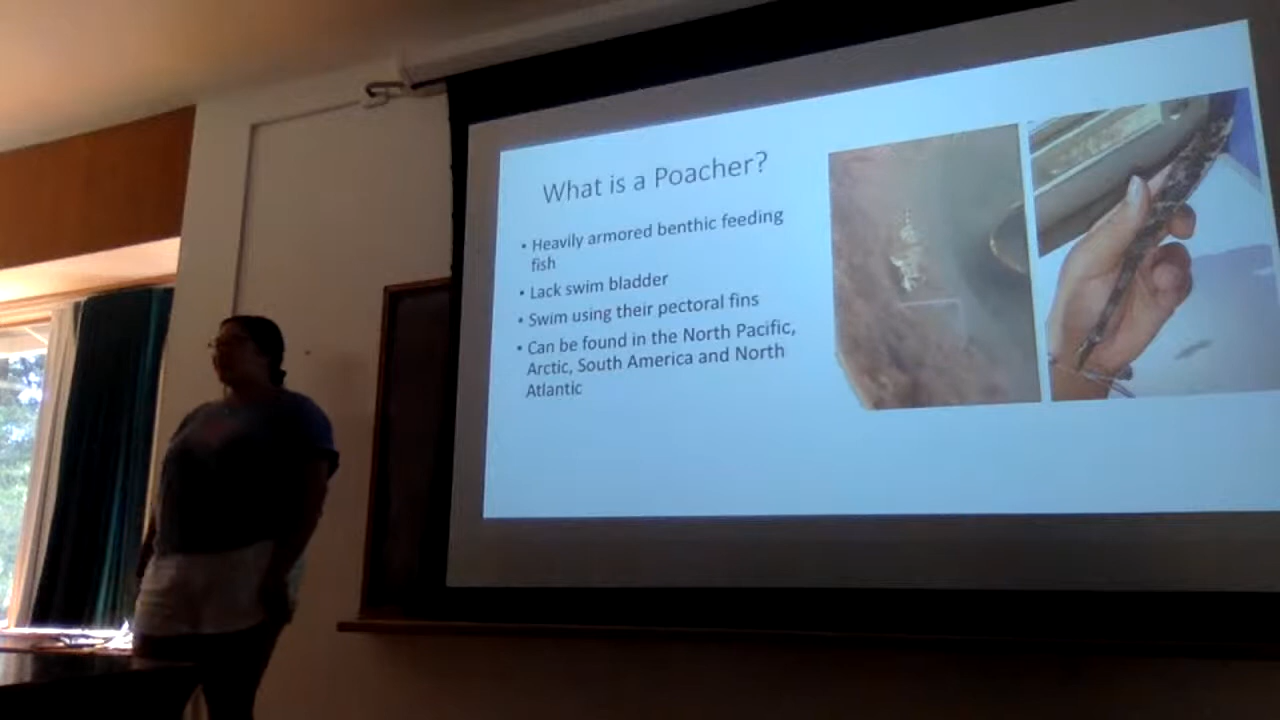 What is a Poacher?
• Heavily armored benthic feeding
fish
• Lack swim bladder
• Swim using their pectoral fins
• Can be found in the North Pacific,
Arctic, South America and North
Atlantic